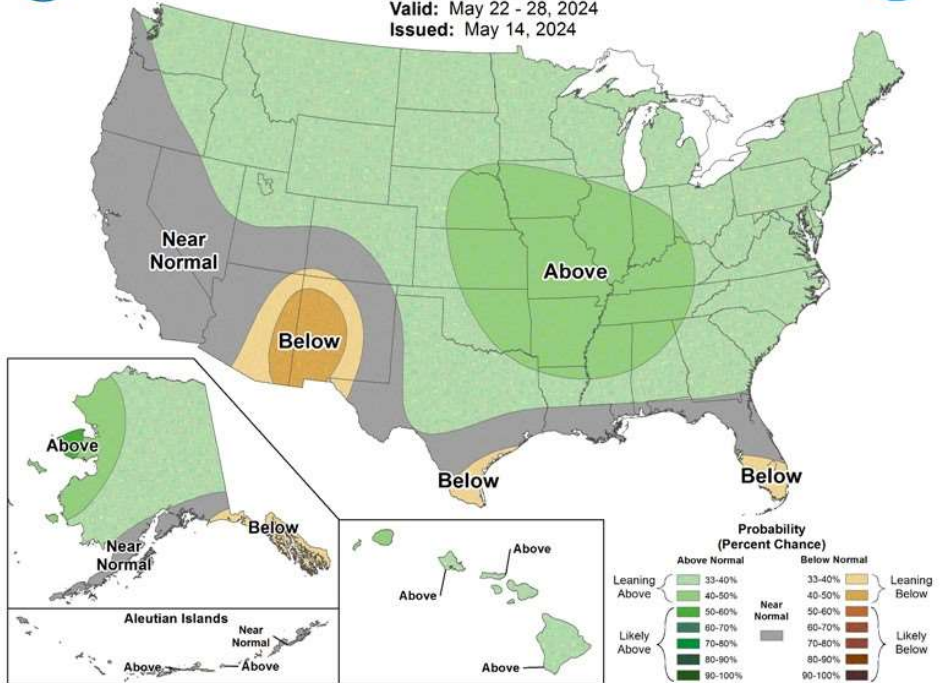 Valid: May 22 - 28, 2024
Issued: May 14, 2024
Near
Normal
Above
Below
Below
Below
Above
Near
Normal
Below
Aleutian Islands
Near
Normal
Above
Above
Above
Above
Above
Probability
(Percent Chance)
Above Normal
Below Normal
Leaning
Above
33-40%
40-50%
Likely
Above
50-60%
60-70%
70-80%
80-90%
90-100%
Near
Normal
33-40%
40-50%
Leaning
Below
50-60%
60-70%
70-80%
80-90%
90-100%
Likely
Below